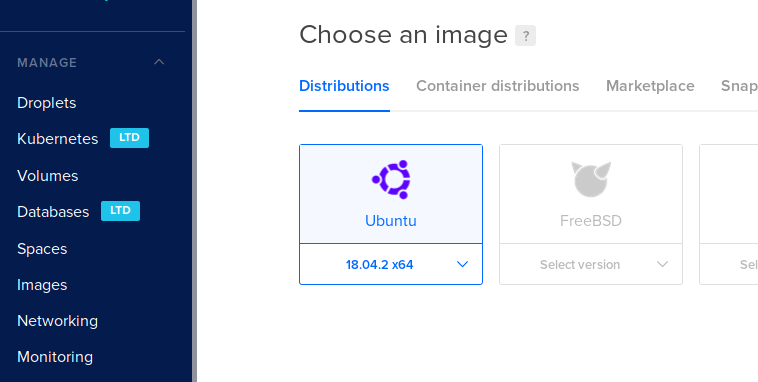 MANAGE
Droplets
Kubernetes LTD
Volumes
Databases LTD
Spaces
Images
Networking
Monitoring
Choose an image ?
Distributions Container distributions Marketplace Snap
Ubuntu FreeBSD
18.04.2 x64 Select version Sel